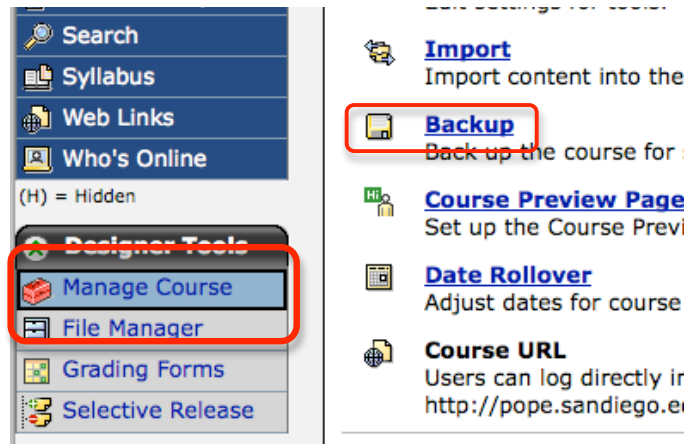 Search
Syllabus
Web Links
Who's Online
(H) = Hidden
Designer Tools
Manage Course
File Manager
Grading Forms
Selective Release
Import
Import content into the
Backup
Back up the course for
Hi
Course Preview Page
Set up the Course Previ
Date Rollover
Adjust dates for course
Course URL
Users can log directly in
http://pope.sandiego.e